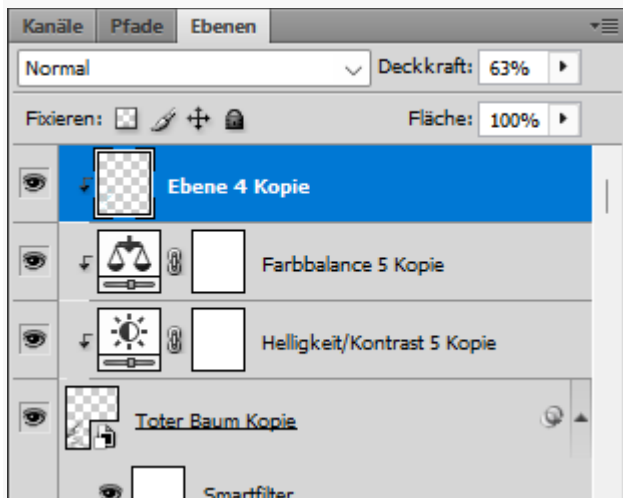 Kanäle Pfade Ebenen
Normal Deckkraft: 63%
Fixieren: Fläche: 100%
Ebene 4 Kopie
Farbbalance 5 Kopie
Helligkeit/Kontrast 5 Kopie
Toter Baum Kopie
Smartfilter